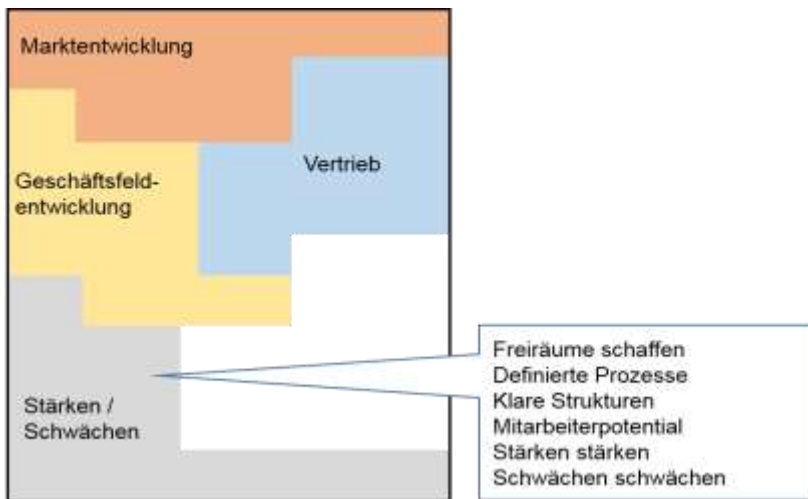 Marktentwicklung
Vertrieb
Geschäftsfeld-
entwicklung
Stärken /
Schwächen
Freiräume schaffen
Definierte Prozesse
Klare Strukturen
Mitarbeiterpotential
Stärken stärken
Schwächen schwächen